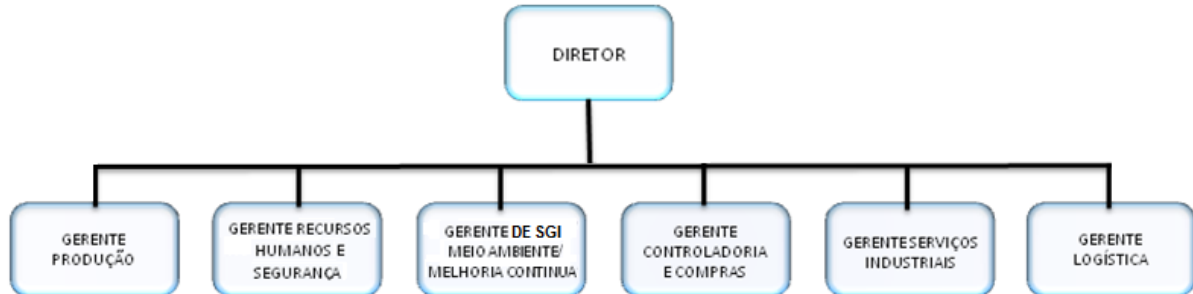 DIRETOR
GERENTE
PRODUÇÃO
GERENTE RECURSOS
HUMANOS E
SEGURANÇA
GERENTE DE SGI
MEIO AMBIENTE/
MELHORIA CONTINUA
GERENTE
CONTROLADORIA
E COMPRAS
GERENTE SERVIÇOS
INDUSTRIAIS
GERENTE
LOGÍSTICA